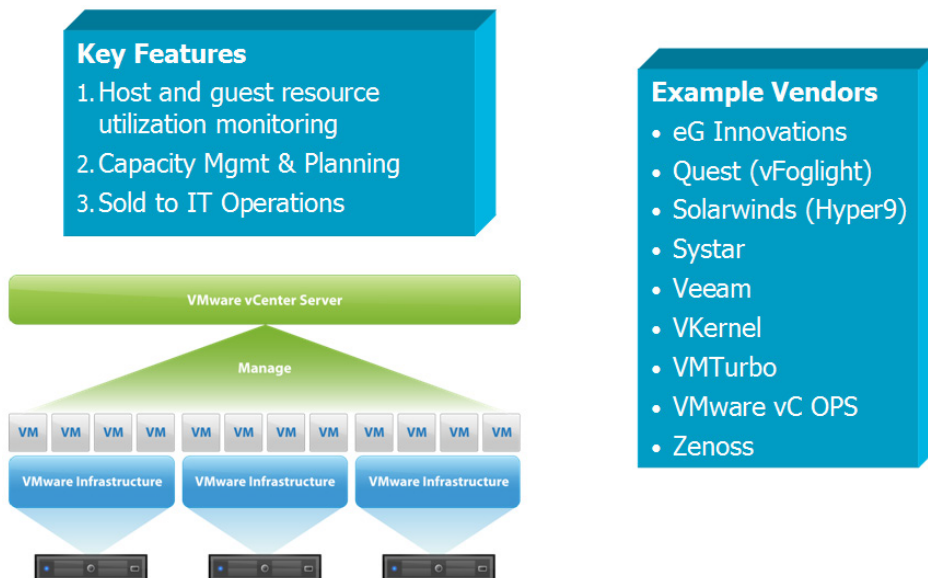 Key Features
1. Host and guest resource
utilization monitoring
2. Capacity Mgmt & Planning
3. Sold to IT Operations
Example Vendors
• eG Innovations
• Quest (vFoglight)
• Solarwinds (Hyper9)
• Systar
• Veeam
• VKernel
• VMTurbo
• VMware vC OPS
• Zenoss
VMware vCenter Server
Manage
VM VM VM VM VM VM VM VM VM VM VM VM
VMware Infrastructure VMware Infrastructure VMware Infrastructure